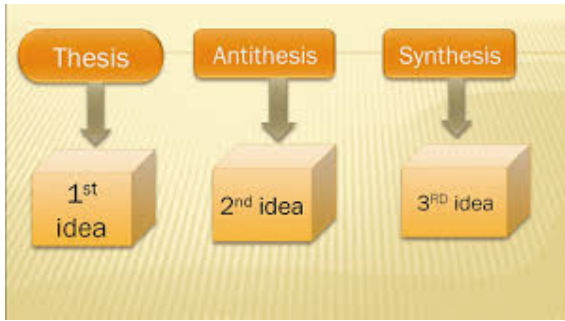 Thesis
Antithesis
Synthesis
1st
idea
2nd idea
3RD idea